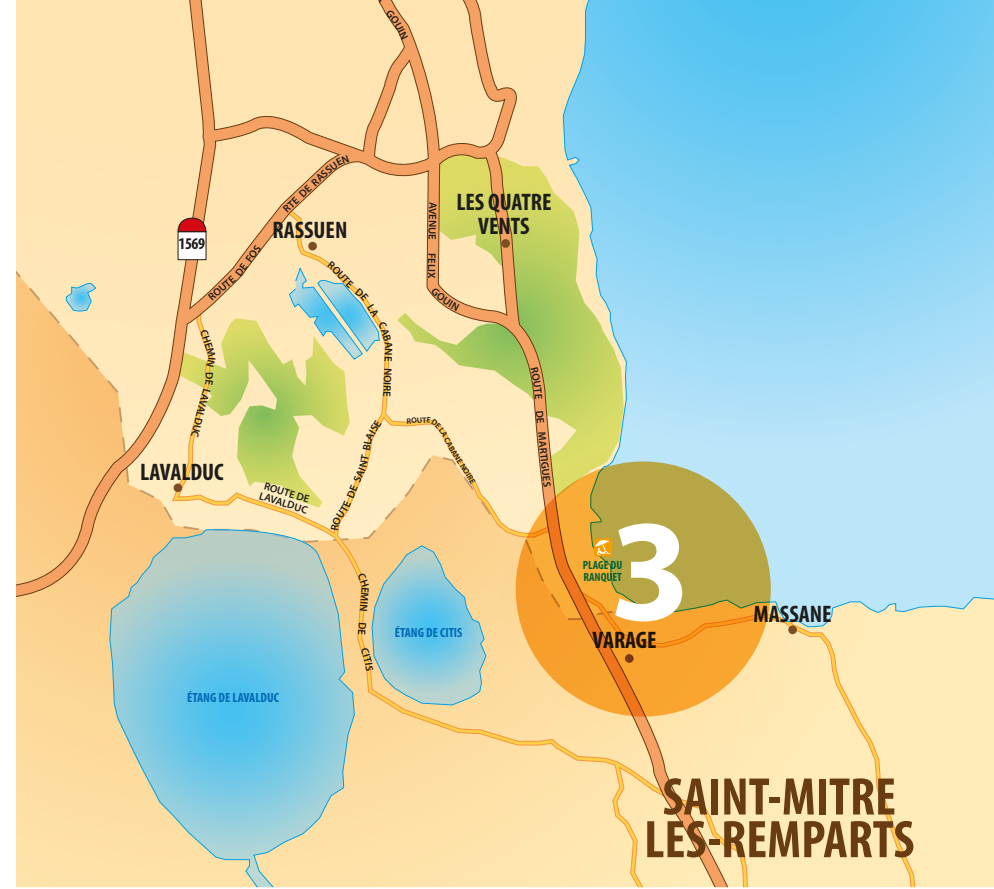 GOUIN
RTE DE RASSUEN
LES QUATRE
VENTS
RASSUEN
1569
AVENUE FELIX
GOUIN
ROUTE DE FOS
ROUTE DE LA CABANE NOIRE
CHEMIN DE LAVALDUC
ROUTE DE MARTIGUES
ROUTE DE LA CABANE NOIRE
ROUTE DE SAINT BLAISE
LAVALDUC
ROUTE DE
LAVALDUC
3
PLAGE DU
RANQUET
CHEMIN DE CITIS
MASSANE
ÉTANG DE CITIS
VARAGE
ÉTANG DE LAVALDUC
SAINT-MITRE
LES-REMPARTS